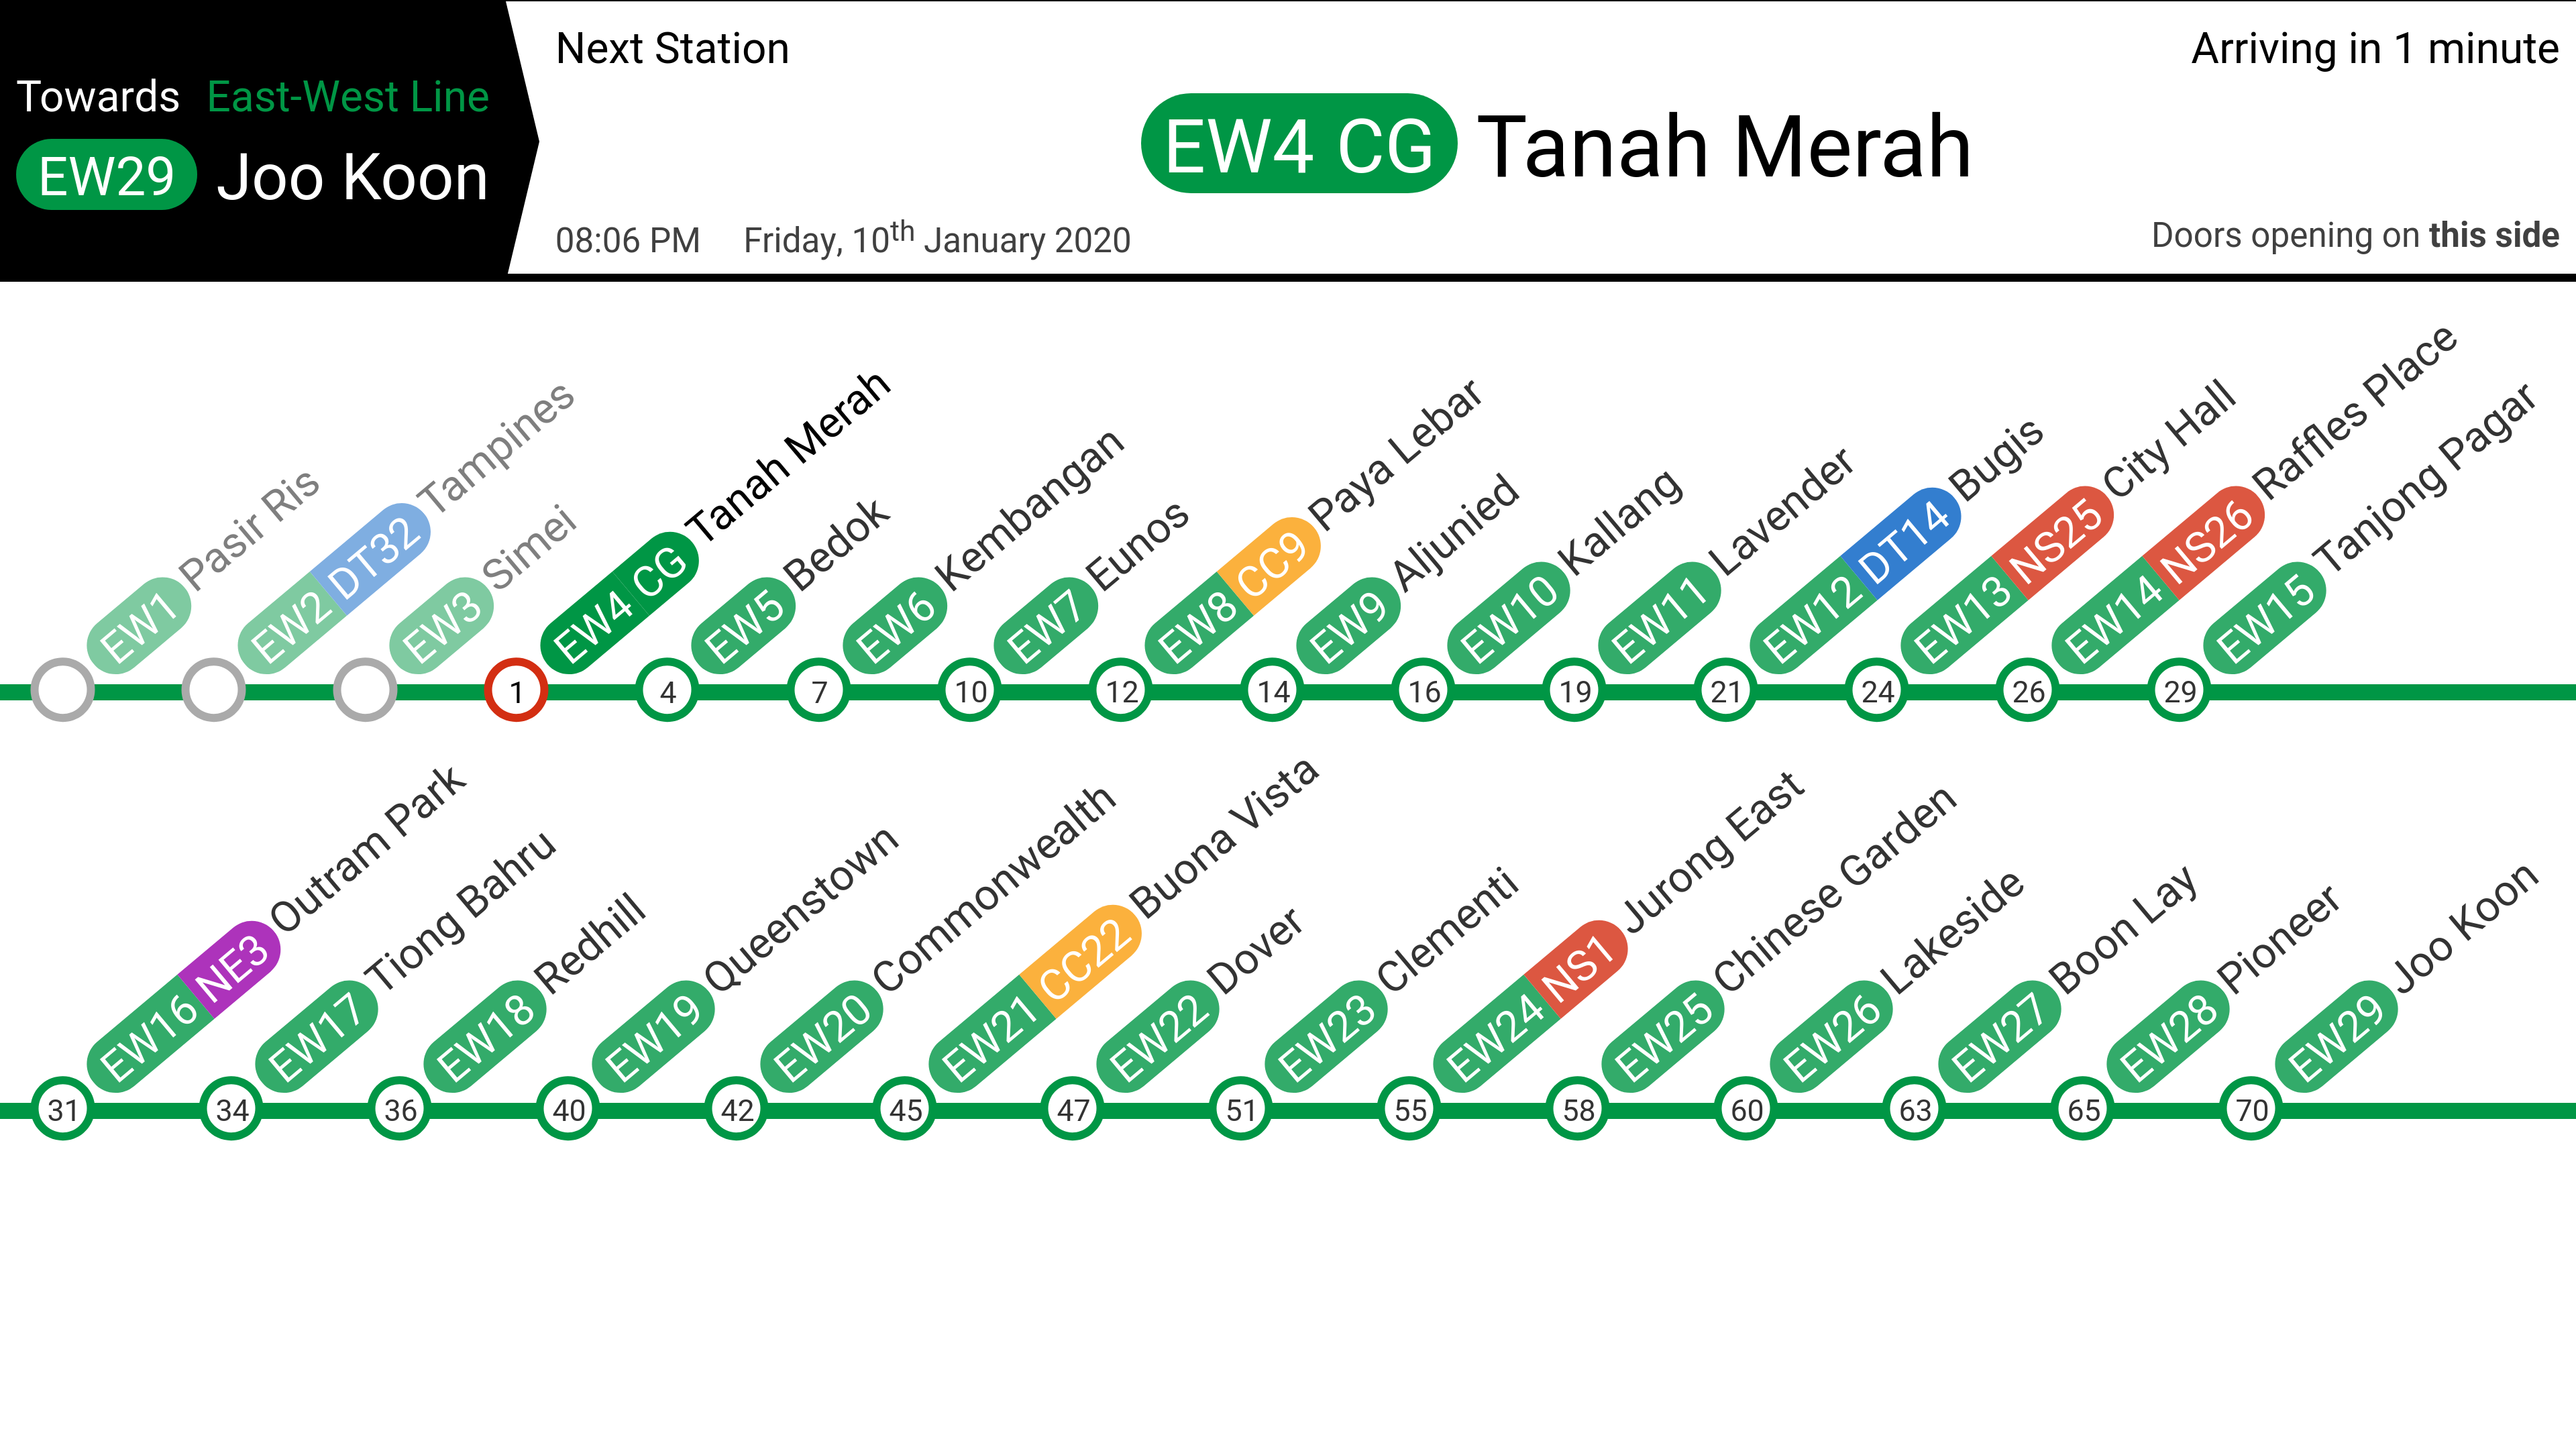 Towards East-West Line
EW29 Joo Koon
Next Station
Arriving in 1 minute
EW4 CG Tanah Merah
08:06 PM Friday, 10th January 2020
Doors opening on this side
EW1 Pasir Ris
EW2 DT32 Tampines
EW3 Simei
EW4 CG Tanah Merah
EW5 Bedok
EW6 Kembangan
EW7 Eunos
EW8 CC9 Paya Lebar
EW9 Aljunied
EW10 Kallang
EW11 Lavender
EW12 DT14 Bugis
EW13 NS25 City Hall
EW14 NS26 Raffles Place
EW15 Tanjong Pagar
1 4 7 10 12 14 16 19 21 24 26 29
EW16 NE3 Outram Park
EW17 Tiong Bahru
EW18 Redhill
EW19 Queenstown
EW20 Commonwealth
EW21 CC22 Buona Vista
EW22 Dover
EW23 Clementi
EW24 NS1 Jurong East
EW25 Chinese Garden
EW26 Lakeside
EW27 Boon Lay
EW28 Pioneer
EW29 Joo Koon
31 34 36 40 42 45 47 51 55 58 60 63 65 70